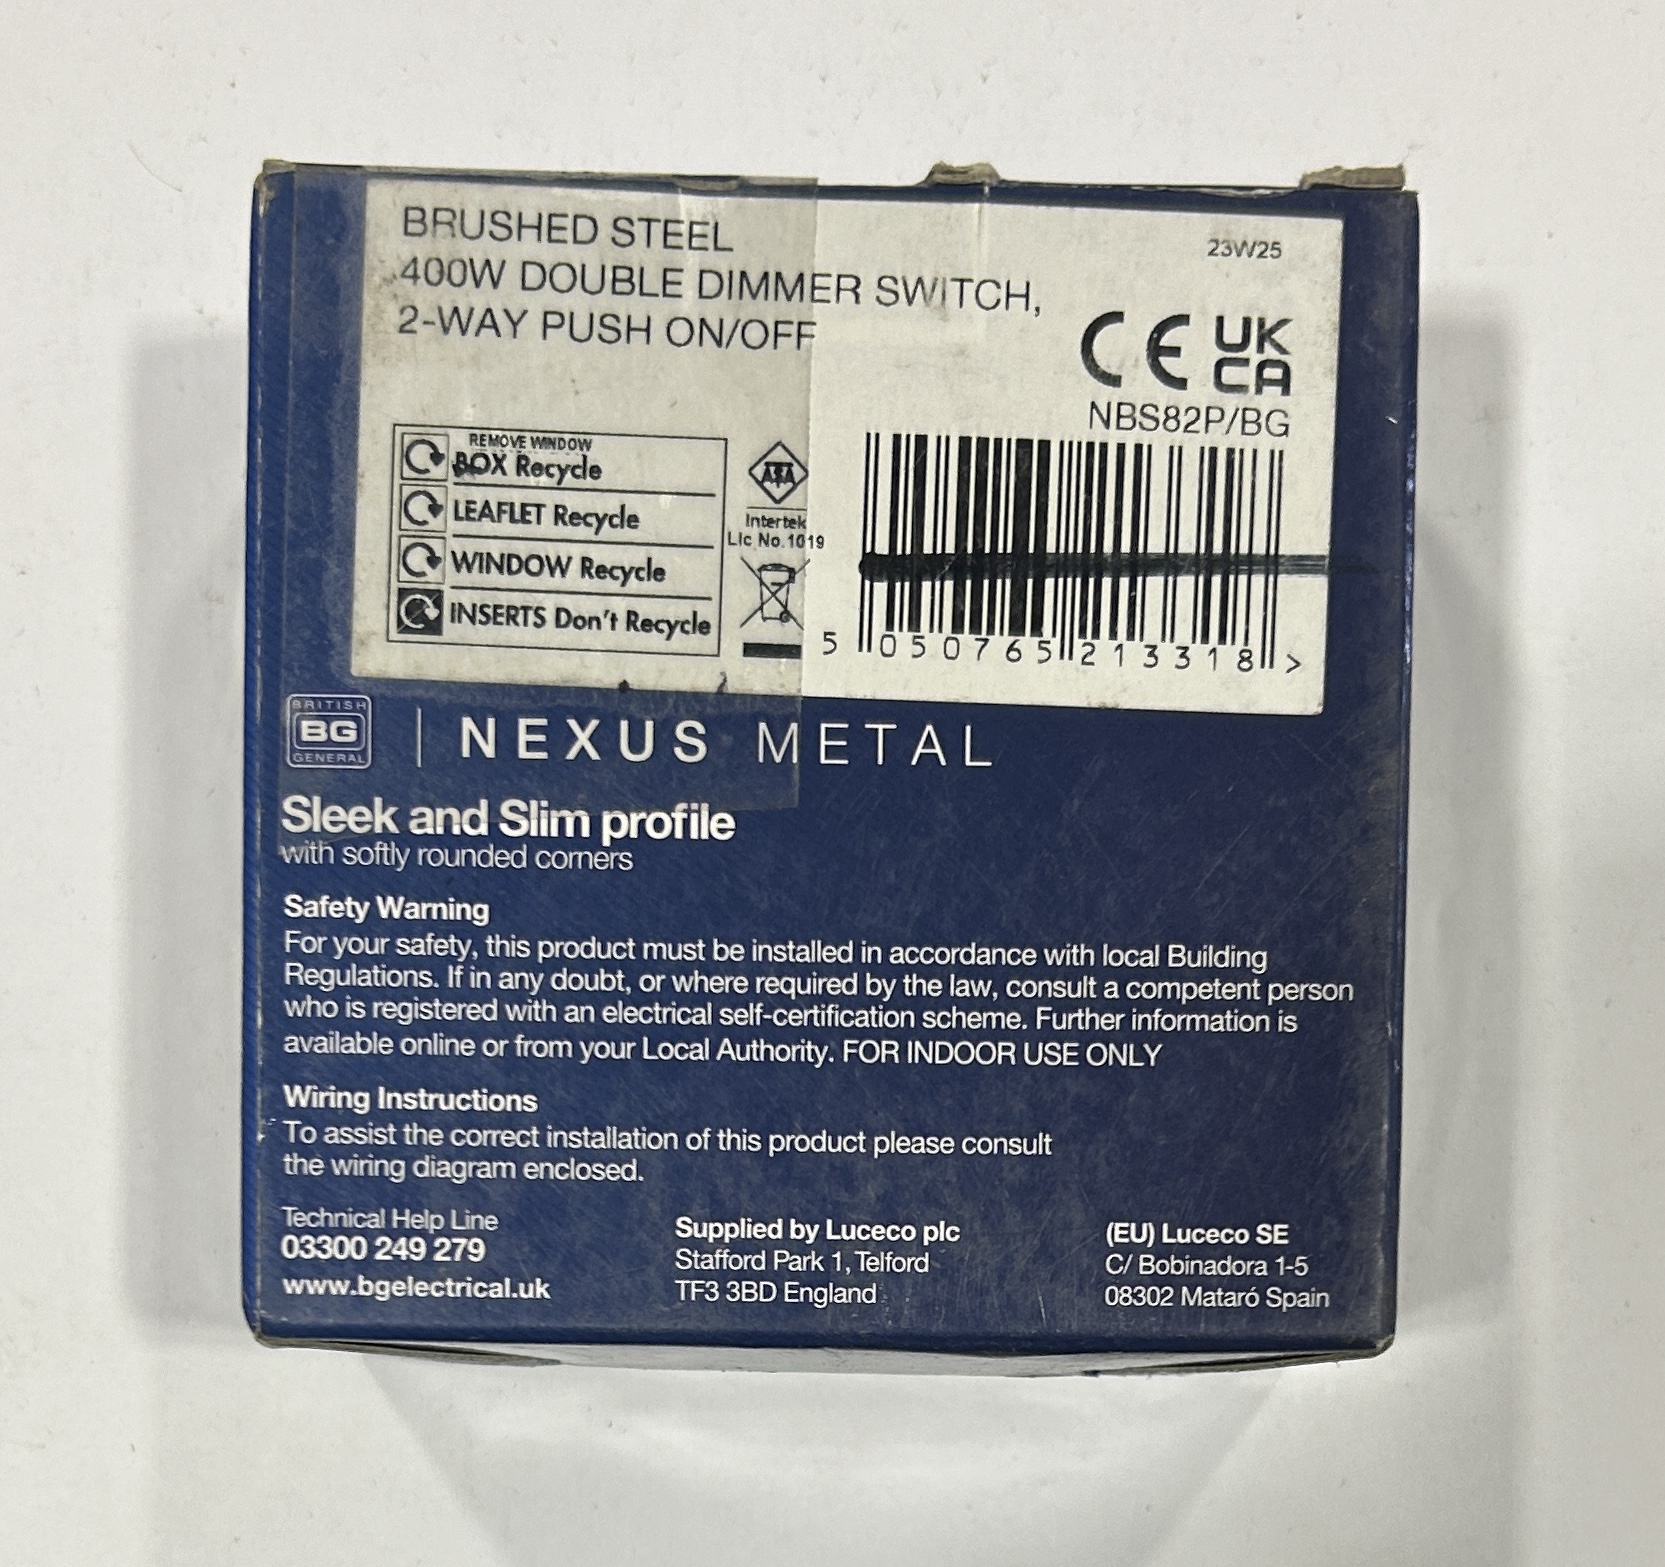 BRUSHED STEEL
400W DOUBLE DIMMER SWITCH,
2-WAY PUSH ON/OFF
23W25
CE UK
CA
NBS82P/BG
REMOVE WINDOW
BOX Recycle
LEAFLET Recycle
WINDOW Recycle
INSERTS Don't Recycle
ASTA
Intertek
Lic No.1019
5 050765 213318 >
BRITISH
BG
GENERAL
NEXUS METAL
Sleek and Slim profile
with softly rounded corners
Safety Warning
For your safety, this product must be installed in accordance with local Building
Regulations. If in any doubt, or where required by the law, consult a competent person
who is registered with an electrical self-certification scheme. Further information is
available online or from your Local Authority. FOR INDOOR USE ONLY
Wiring Instructions
To assist the correct installation of this product please consult
the wiring diagram enclosed.
Technical Help Line
03300 249 279
www.bgelectrical.uk
Supplied by Luceco plc
Stafford Park 1, Telford
TF3 3BD England
(EU) Luceco SE
C/ Bobinadora 1-5
08302 Mataró Spain